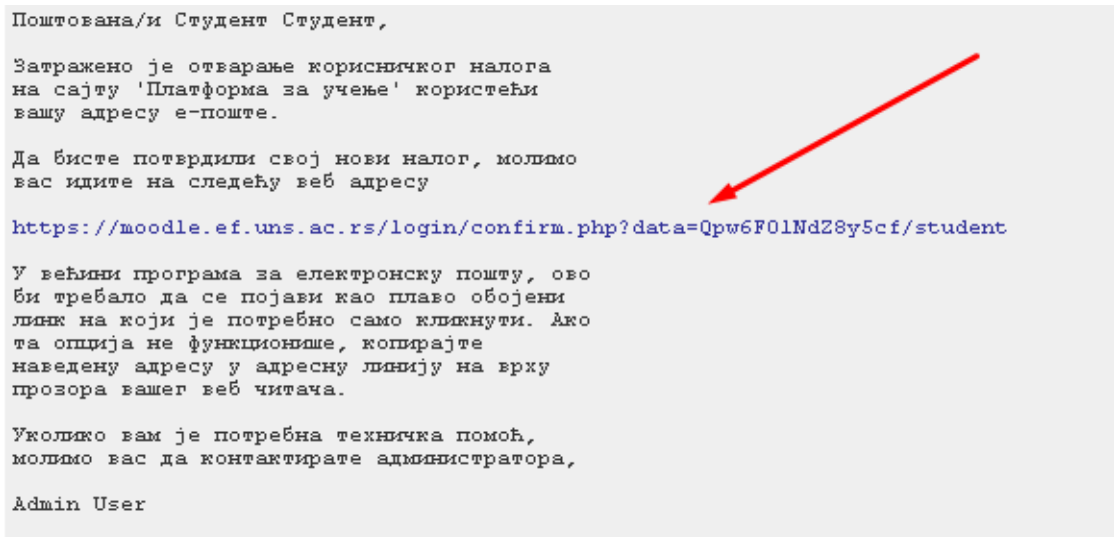 Поштована/и Студент Студент,
Затражено је отварање корисничког налога
на сајту 'Платформа за учење' користећи
вашу адресу е-поште.
Да бисте потврдили свој нови налог, молимо
вас идите на следећу веб адресу
https://moodle.ef.uns.ac.rs/login/confirm.php?data=Qpw6FOlNdZ8y5cf/student
У већини програма за електронску пошту, ово
би требало да се појави као плаво обојени
линк на који је потребно само кликнути. Ако
та опција не функционише, копирајте
наведену адресу у адресну линију на врху
прозора вашег веб читача.
Уколико вам је потребна техничка помоћ,
молимо вас да контактирате администратора,
Admin User